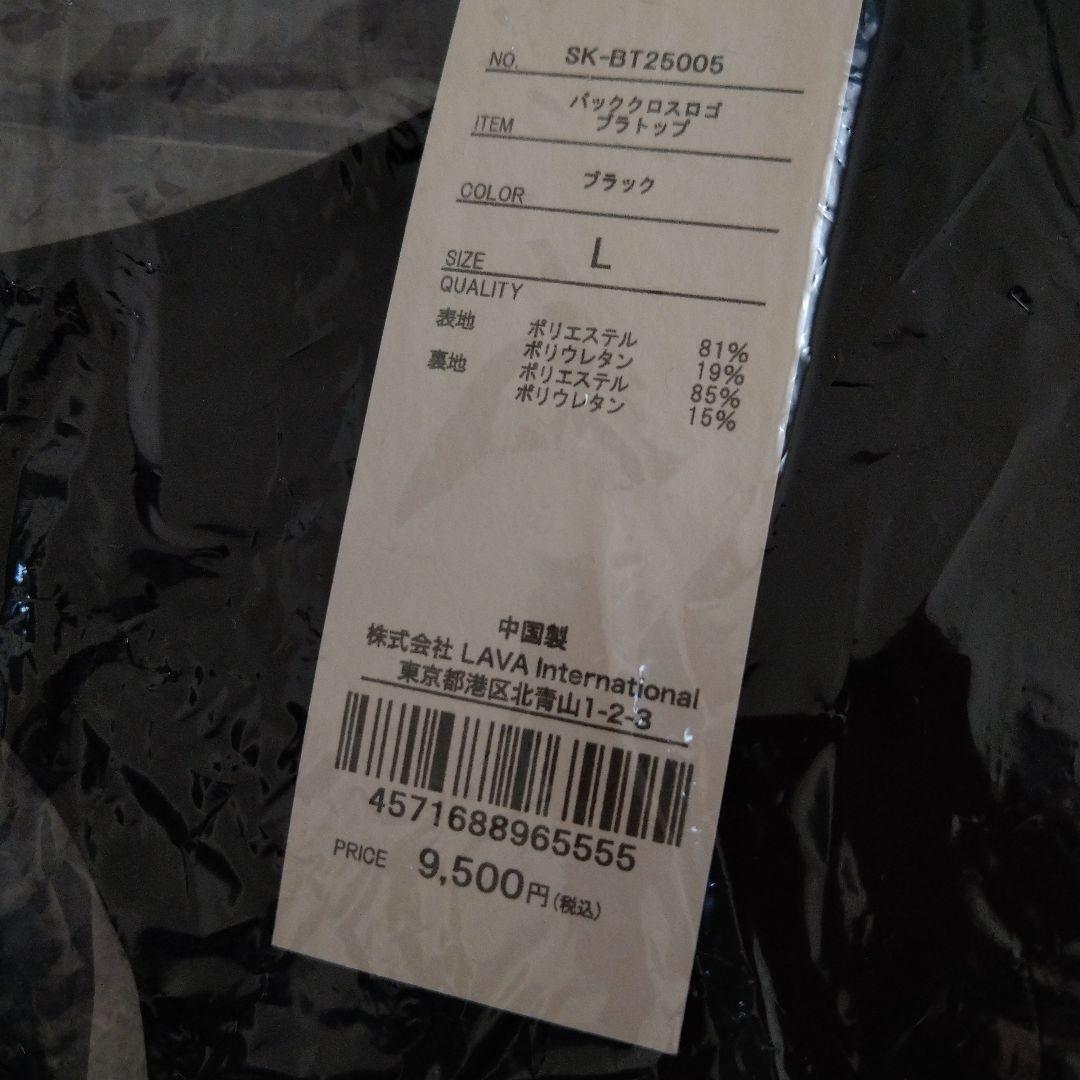 NO. SK-BT25005
ITEM バッククロスロゴ
ブラトップ
COLOR ブラック
SIZE L
QUALITY
表地 ポリエステル 81%
ポリウレタン 19%
裏地 ポリエステル 85%
ポリウレタン 15%
中国製
株式会社 LAVA International
東京都港区北青山1-2-3
4571688965555
PRICE 9,500円(税込)